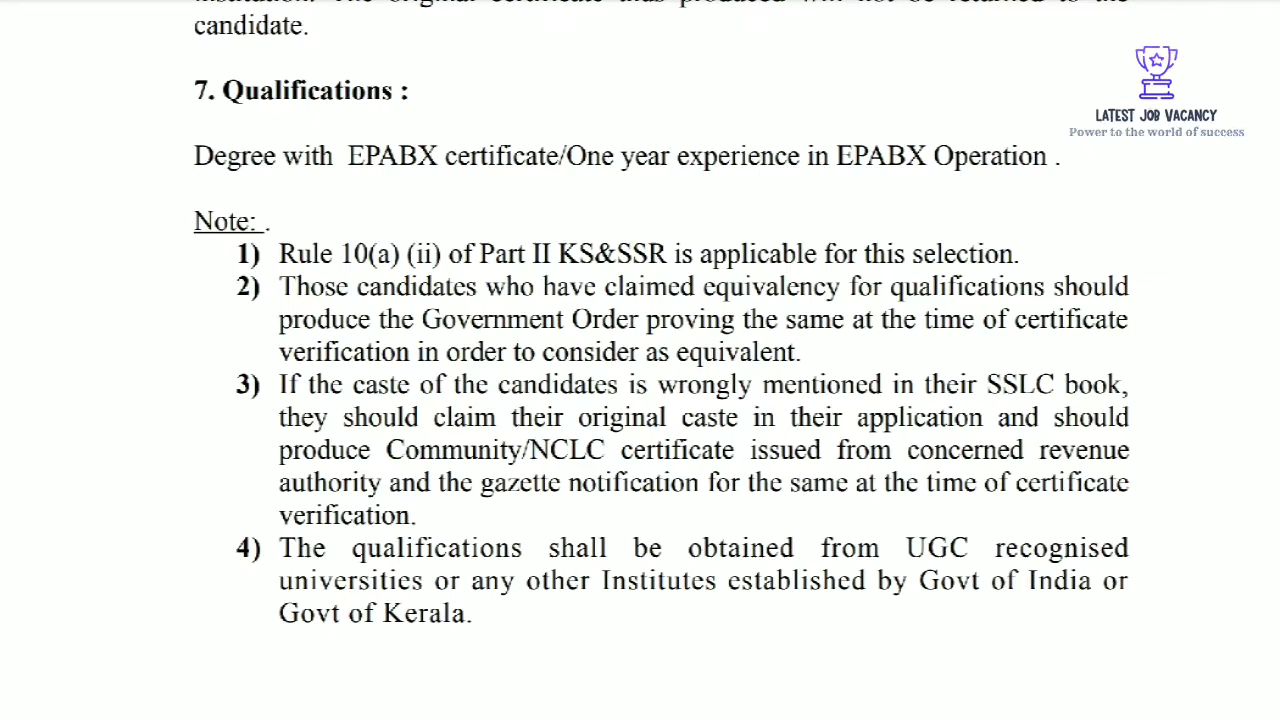 candidate.
7. Qualifications :
LATEST JOB VACANCY
Power to the world of success
Degree with EPABX certificate/One year experience in EPABX Operation .
Note: .
1) Rule 10(a) (ii) of Part II KS&SSR is applicable for this selection.
2) Those candidates who have claimed equivalency for qualifications should
produce the Government Order proving the same at the time of certificate
verification in order to consider as equivalent.
3) If the caste of the candidates is wrongly mentioned in their SSLC book,
they should claim their original caste in their application and should
produce Community/NCLC certificate issued from concerned revenue
authority and the gazette notification for the same at the time of certificate
verification.
4) The qualifications shall be obtained from UGC recognised
universities or any other Institutes established by Govt of India or
Govt of Kerala.